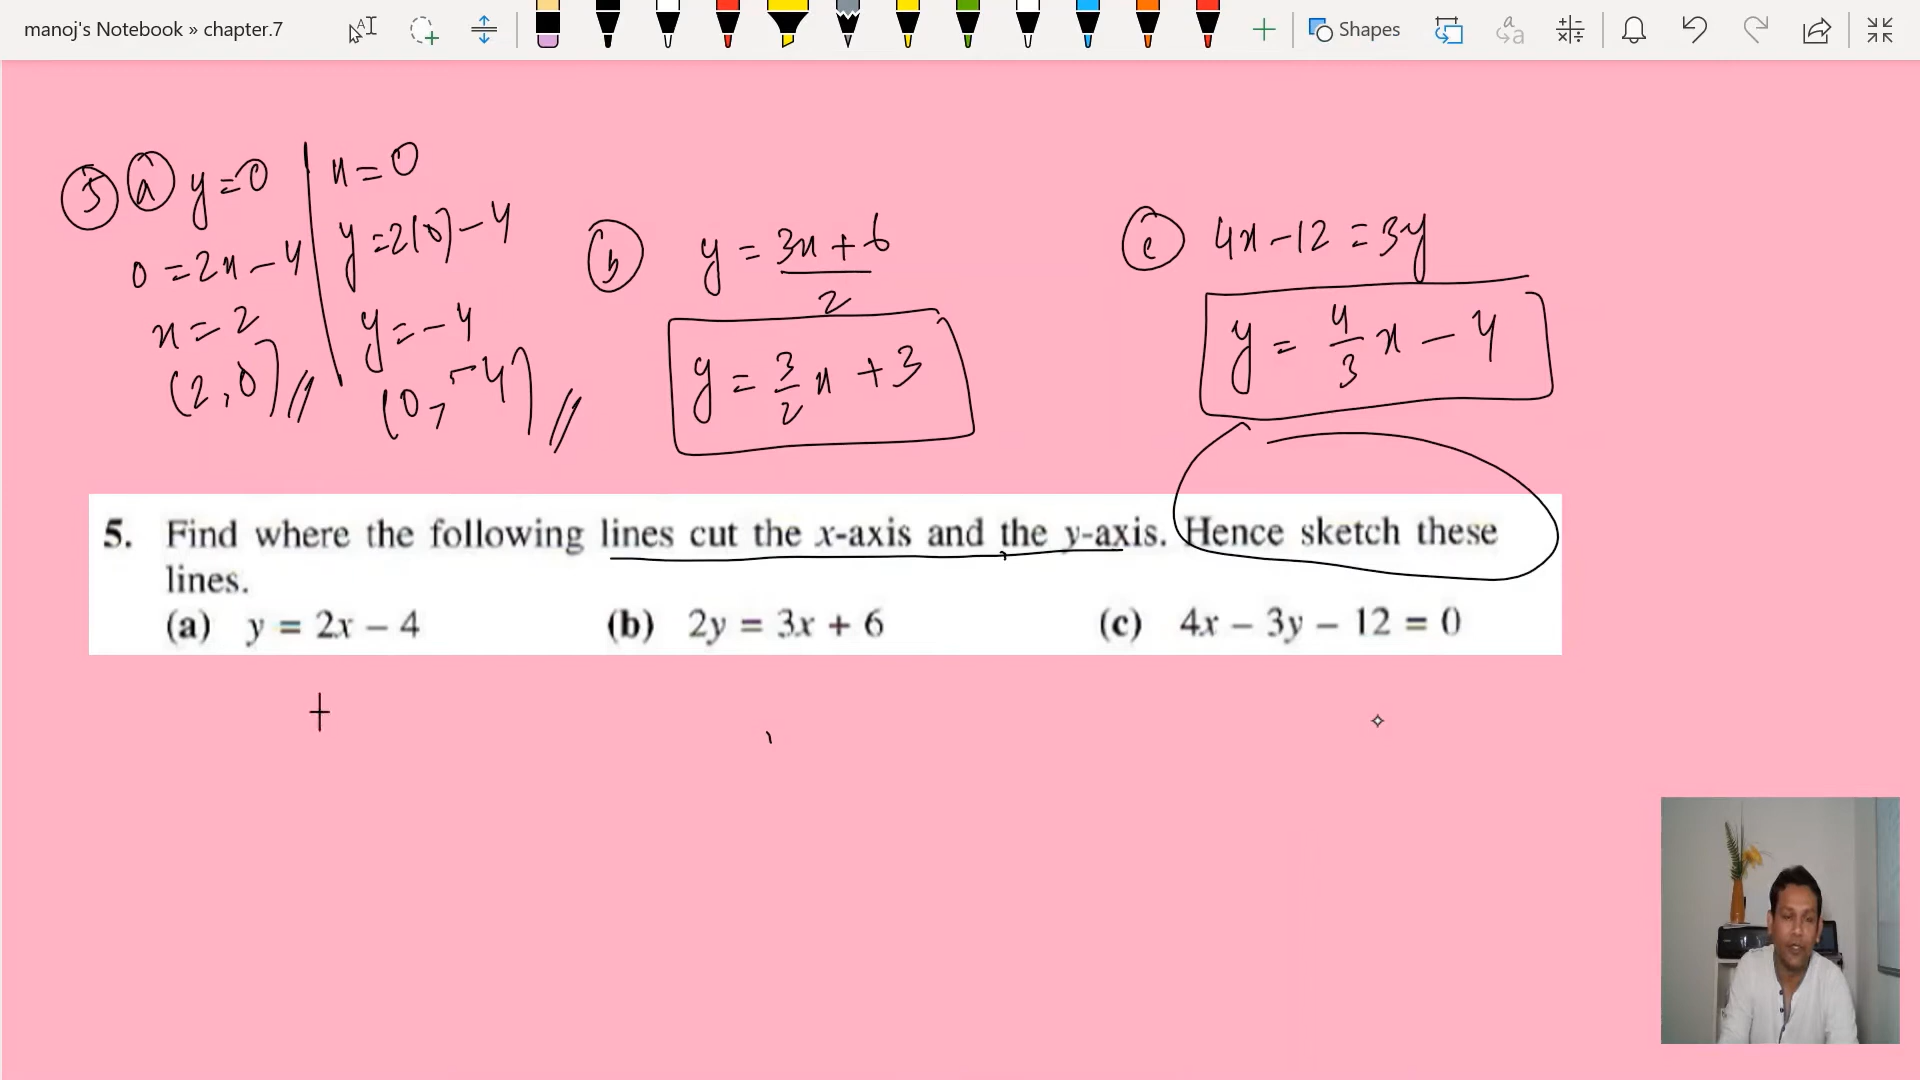 manoj's Notebook » chapter.7
Shapes
5 a y=0
0=2x-4
x=2
(2,0)//
x=0
y=2(0)-4
y=-4
(0,-4)//
b y = 3x+6
2
y = 3/2 x + 3
c 4x-12=3y
y = 4/3 x - 4
5. Find where the following lines cut the x-axis and the y-axis. Hence sketch these
lines.
(a) y = 2x – 4 (b) 2y = 3x + 6 (c) 4x – 3y – 12 = 0